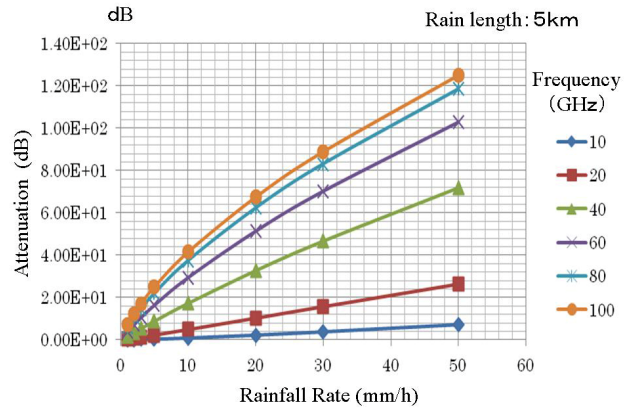 dB
Rain length: 5km
1.40E+02
1.20E+02
1.00E+02
8.00E+01
6.00E+01
4.00E+01
2.00E+01
0.00E+00
Attenuation (dB)
0
10
20
30
40
50
60
Rainfall Rate (mm/h)
Frequency
(GHz)
10
20
40
60
80
100